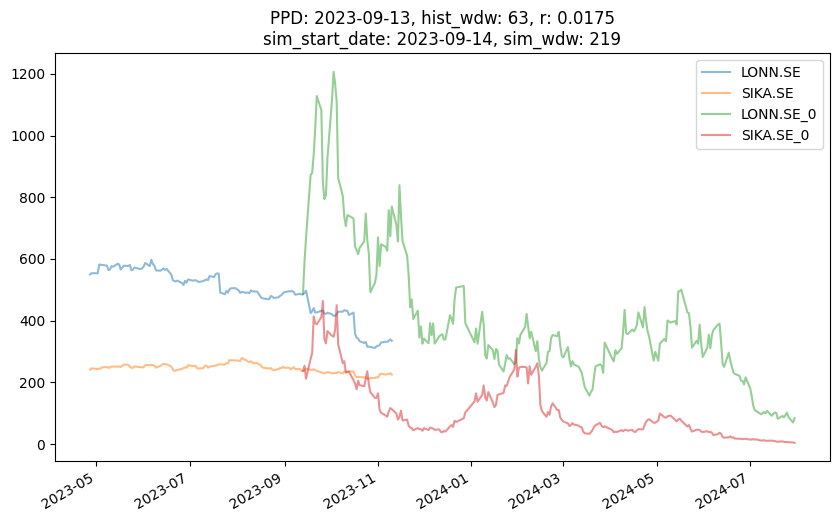 PPD: 2023-09-13, hist_wdw: 63, r: 0.0175
sim_start_date: 2023-09-14, sim_wdw: 219
LONN.SE
SIKA.SE
LONN.SE_0
SIKA.SE_0
1200
1000
800
600
400
200
0
2023-05
2023-07
2023-09
2023-11
2024-01
2024-03
2024-05
2024-07